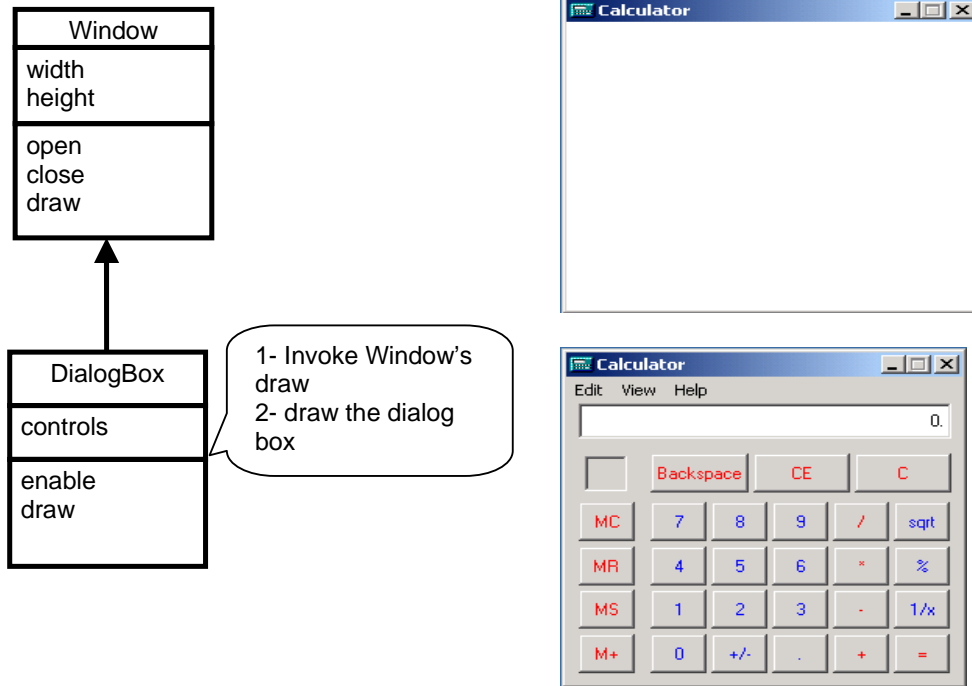 Window
width
height
open
close
draw
DialogBox
controls
enable
draw
1- Invoke Window's
draw
2- draw the dialog
box
Calculator
Calculator
Edit View Help
0.
Backspace CE C
MC 7 8 9 / sqrt
MR 4 5 6 * %
MS 1 2 3 - 1/x
M+ 0 +/- . + =